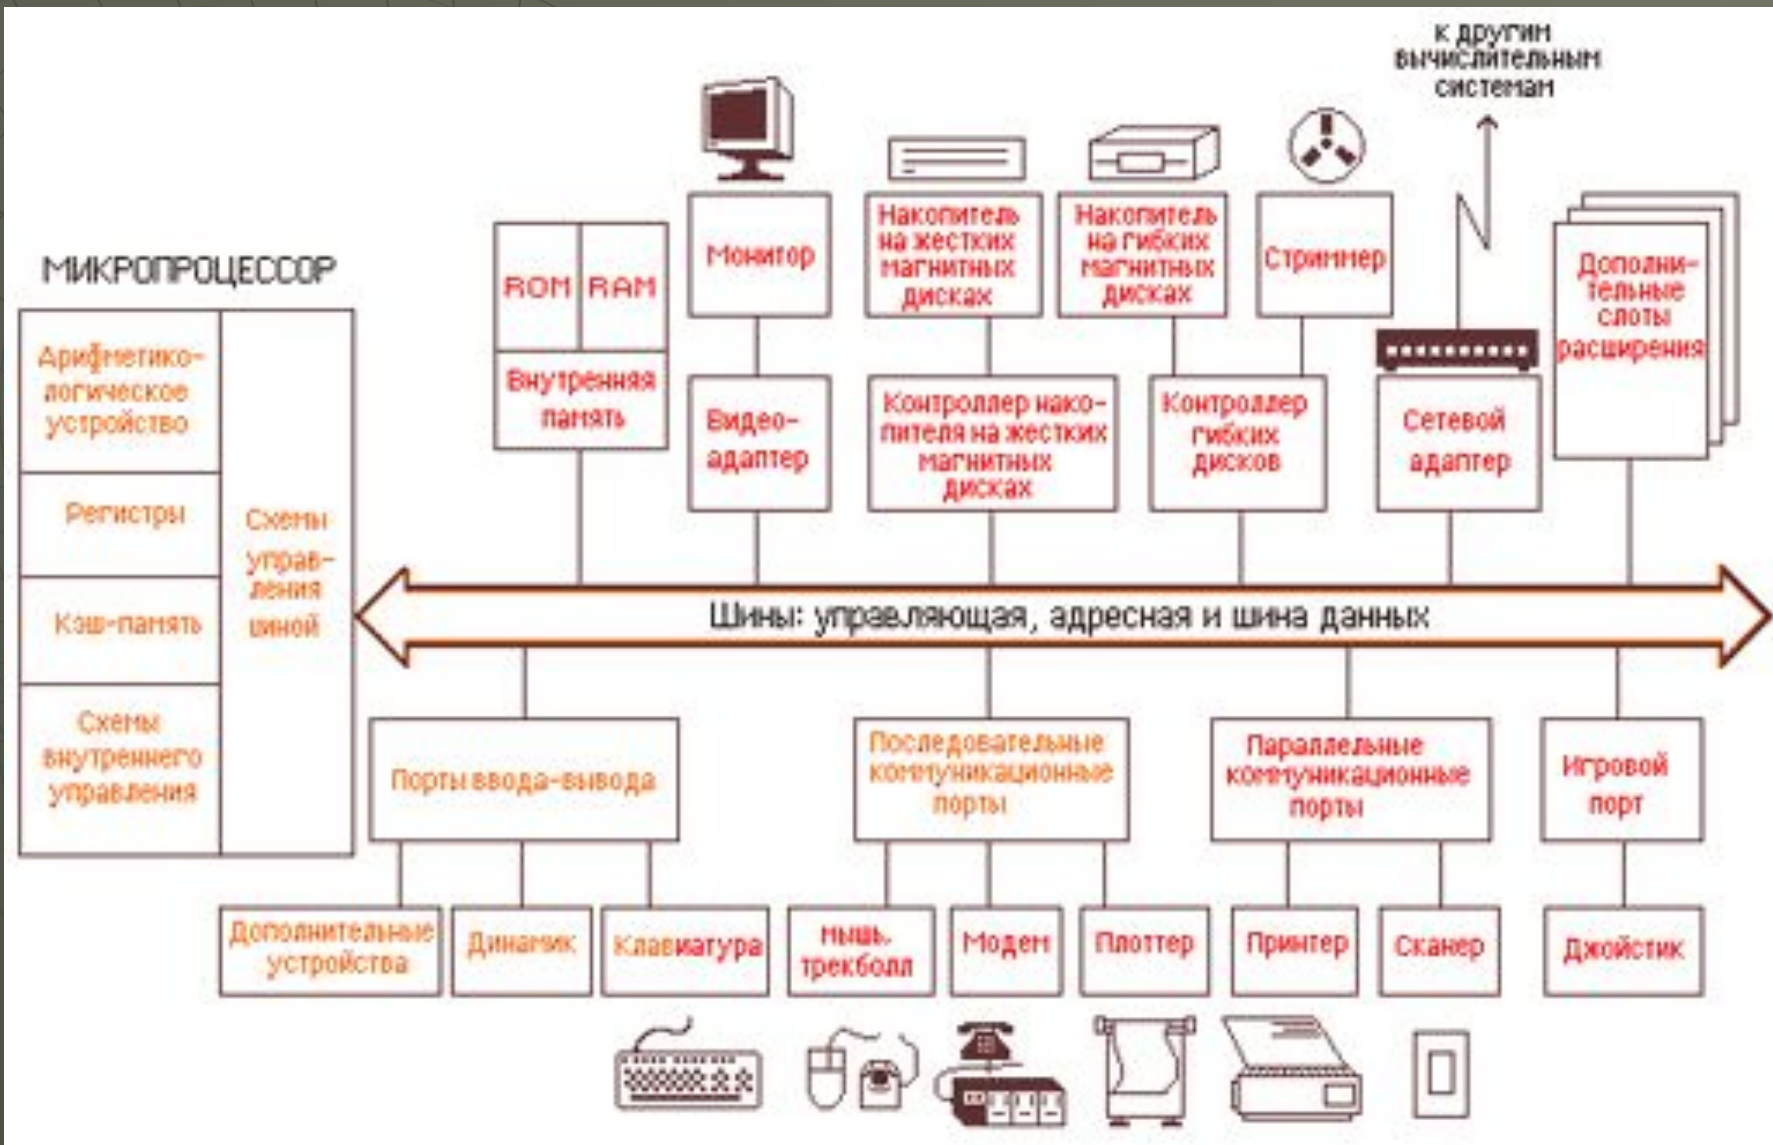 к другим
вычислительным
системам
МИКРОПРОЦЕССОР
Арифметико-
логическое
устройство
Регистры
Кэш-память
Схемы
внутреннего
управления
Схемы
управ-
ления
шиной
ROM RAM
Внутренняя
память
Монитор
Видео-
адаптер
Накопитель
на жестких
магнитных
дисках
Контроллер нако-
пителя на жестких
магнитных
дисках
Накопитель
на гибких
магнитных
дисках
Стриммер
Контроллер
гибких
дисков
Сетевой
адаптер
Дополни-
тельные
слоты
расширения
Шины: управляющая, адресная и шина данных
Порты ввода-вывода
Последовательные
коммуникационные
порты
Параллельные
коммуникационные
порты
Игровой
порт
Дополнительные
устройства
Динамик
Клавиатура
мышь,
трекболл
Модем
Плоттер
Принтер
Сканер
Джойстик